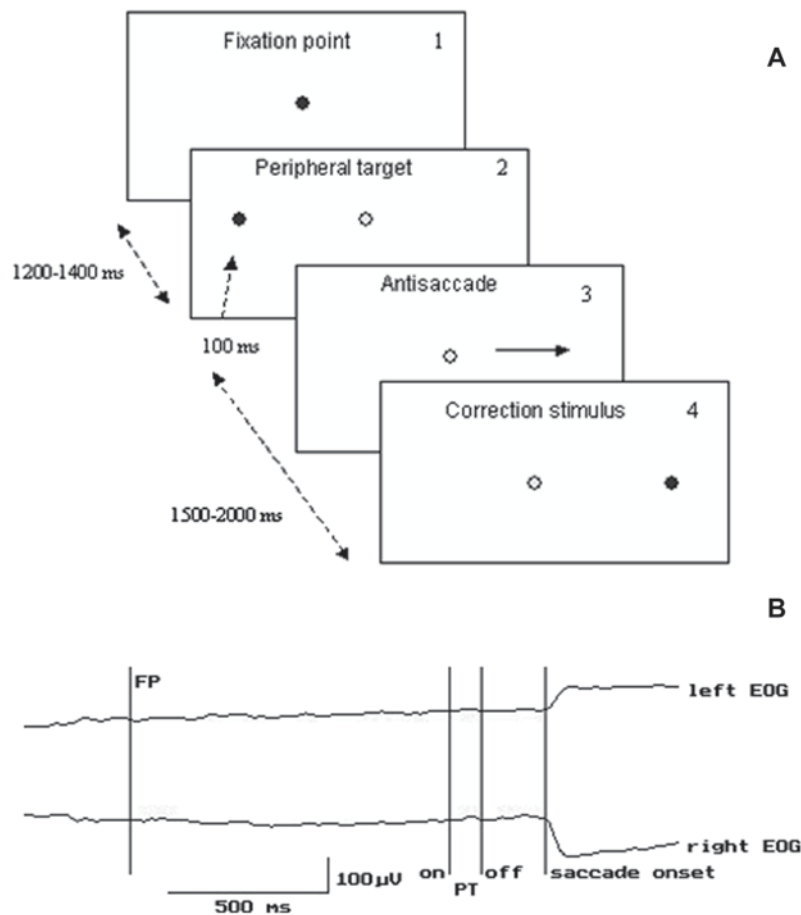 A
Fixation point 1
Peripheral target 2
1200-1400 ms
Antisaccade 3
100 ms
Correction stimulus 4
1500-2000 ms
B
FP
left EOG
right EOG
100μV on PT off saccade onset
500 ms